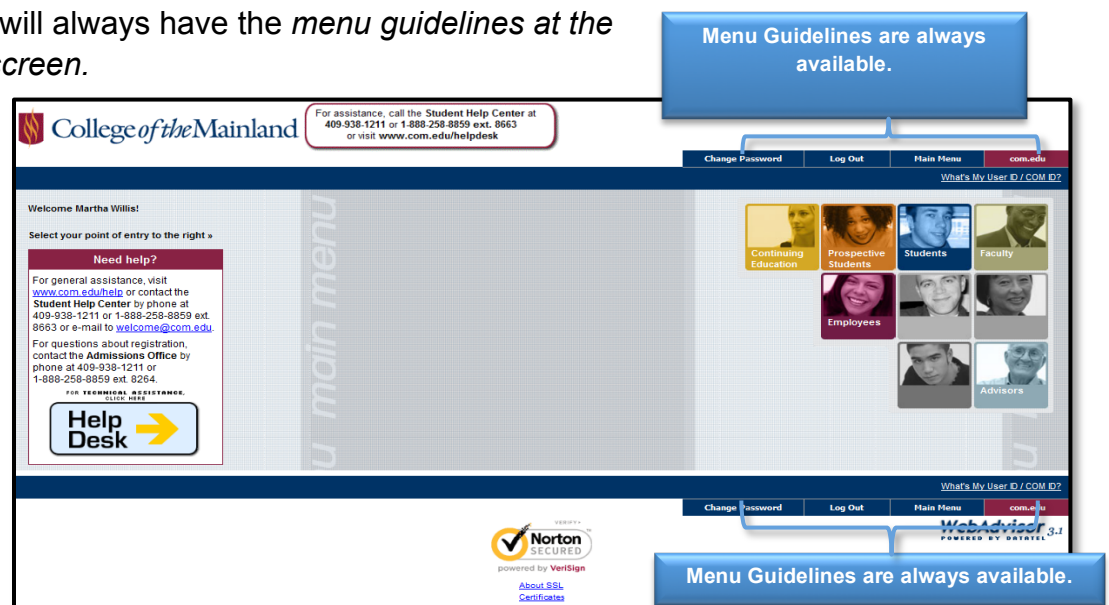 will always have the menu guidelines at the
screen.
Menu Guidelines are always
available.
College of the Mainland
For assistance, call the Student Help Center at
409-938-1211 or 1-888-258-8859 ext. 8663
or visit www.com.edu/helpdesk
Change Password Log Out Main Menu com.edu
What's My User ID / COM ID?
Welcome Martha Willis!
Select your point of entry to the right »
Need help?
For general assistance, visit
www.com.edu/help or contact the
Student Help Center by phone at
409-938-1211 or 1-888-258-8859 ext.
8663 or e-mail to welcome@com.edu.
For questions about registration,
contact the Admissions Office by
phone at 409-938-1211 or
1-888-258-8859 ext. 8264.
FOR TECHNICAL ASSISTANCE,
CLICK HERE
Help
Desk
main menu
Continuing
Education
Prospective
Students
Students
Faculty
Employees
Advisors
What's My User ID / COM ID?
Change Password Log Out Main Menu com.edu
WebAdvisor 3.1
POWERED BY DATATEL
VERIFY
Norton
SECURED
powered by VeriSign
About SSL
Certificates
Menu Guidelines are always available.